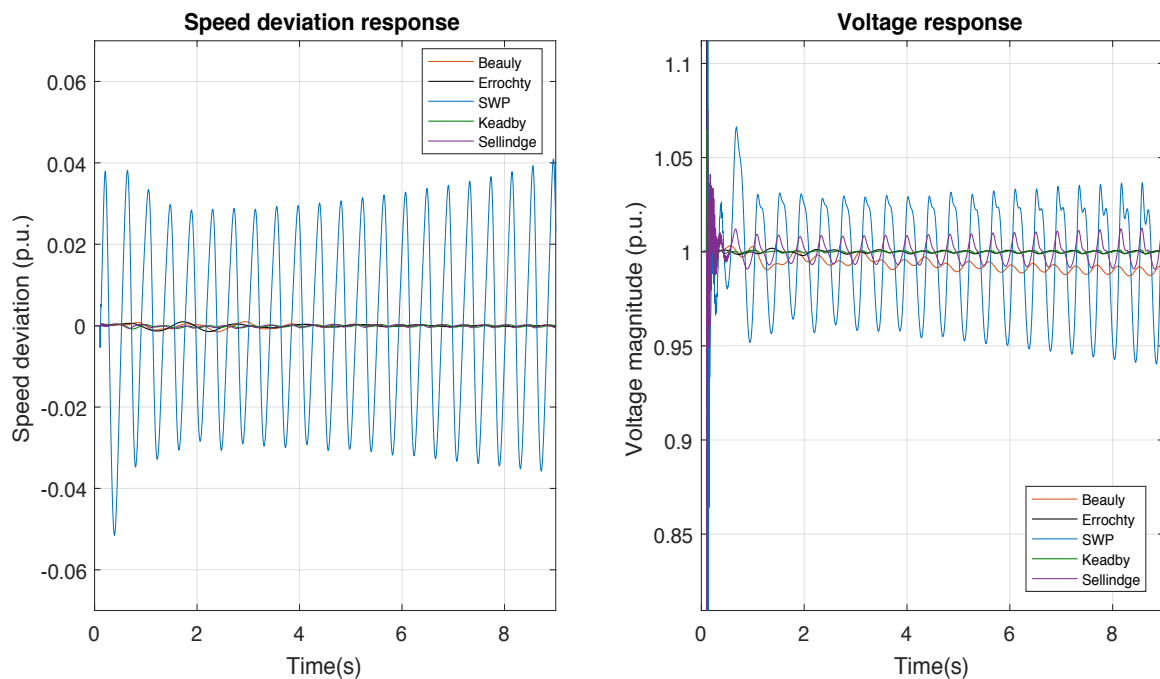 Speed deviation response
Speed deviation (p.u.)
0.06
0.04
0.02
0
-0.02
-0.04
-0.06
0 2 4 6 8
Time(s)
Beauly
Errochty
SWP
Keadby
Sellindge
Voltage response
Voltage magnitude (p.u.)
1.1
1.05
1
0.95
0.9
0.85
0 2 4 6 8
Time(s)
Beauly
Errochty
SWP
Keadby
Sellindge